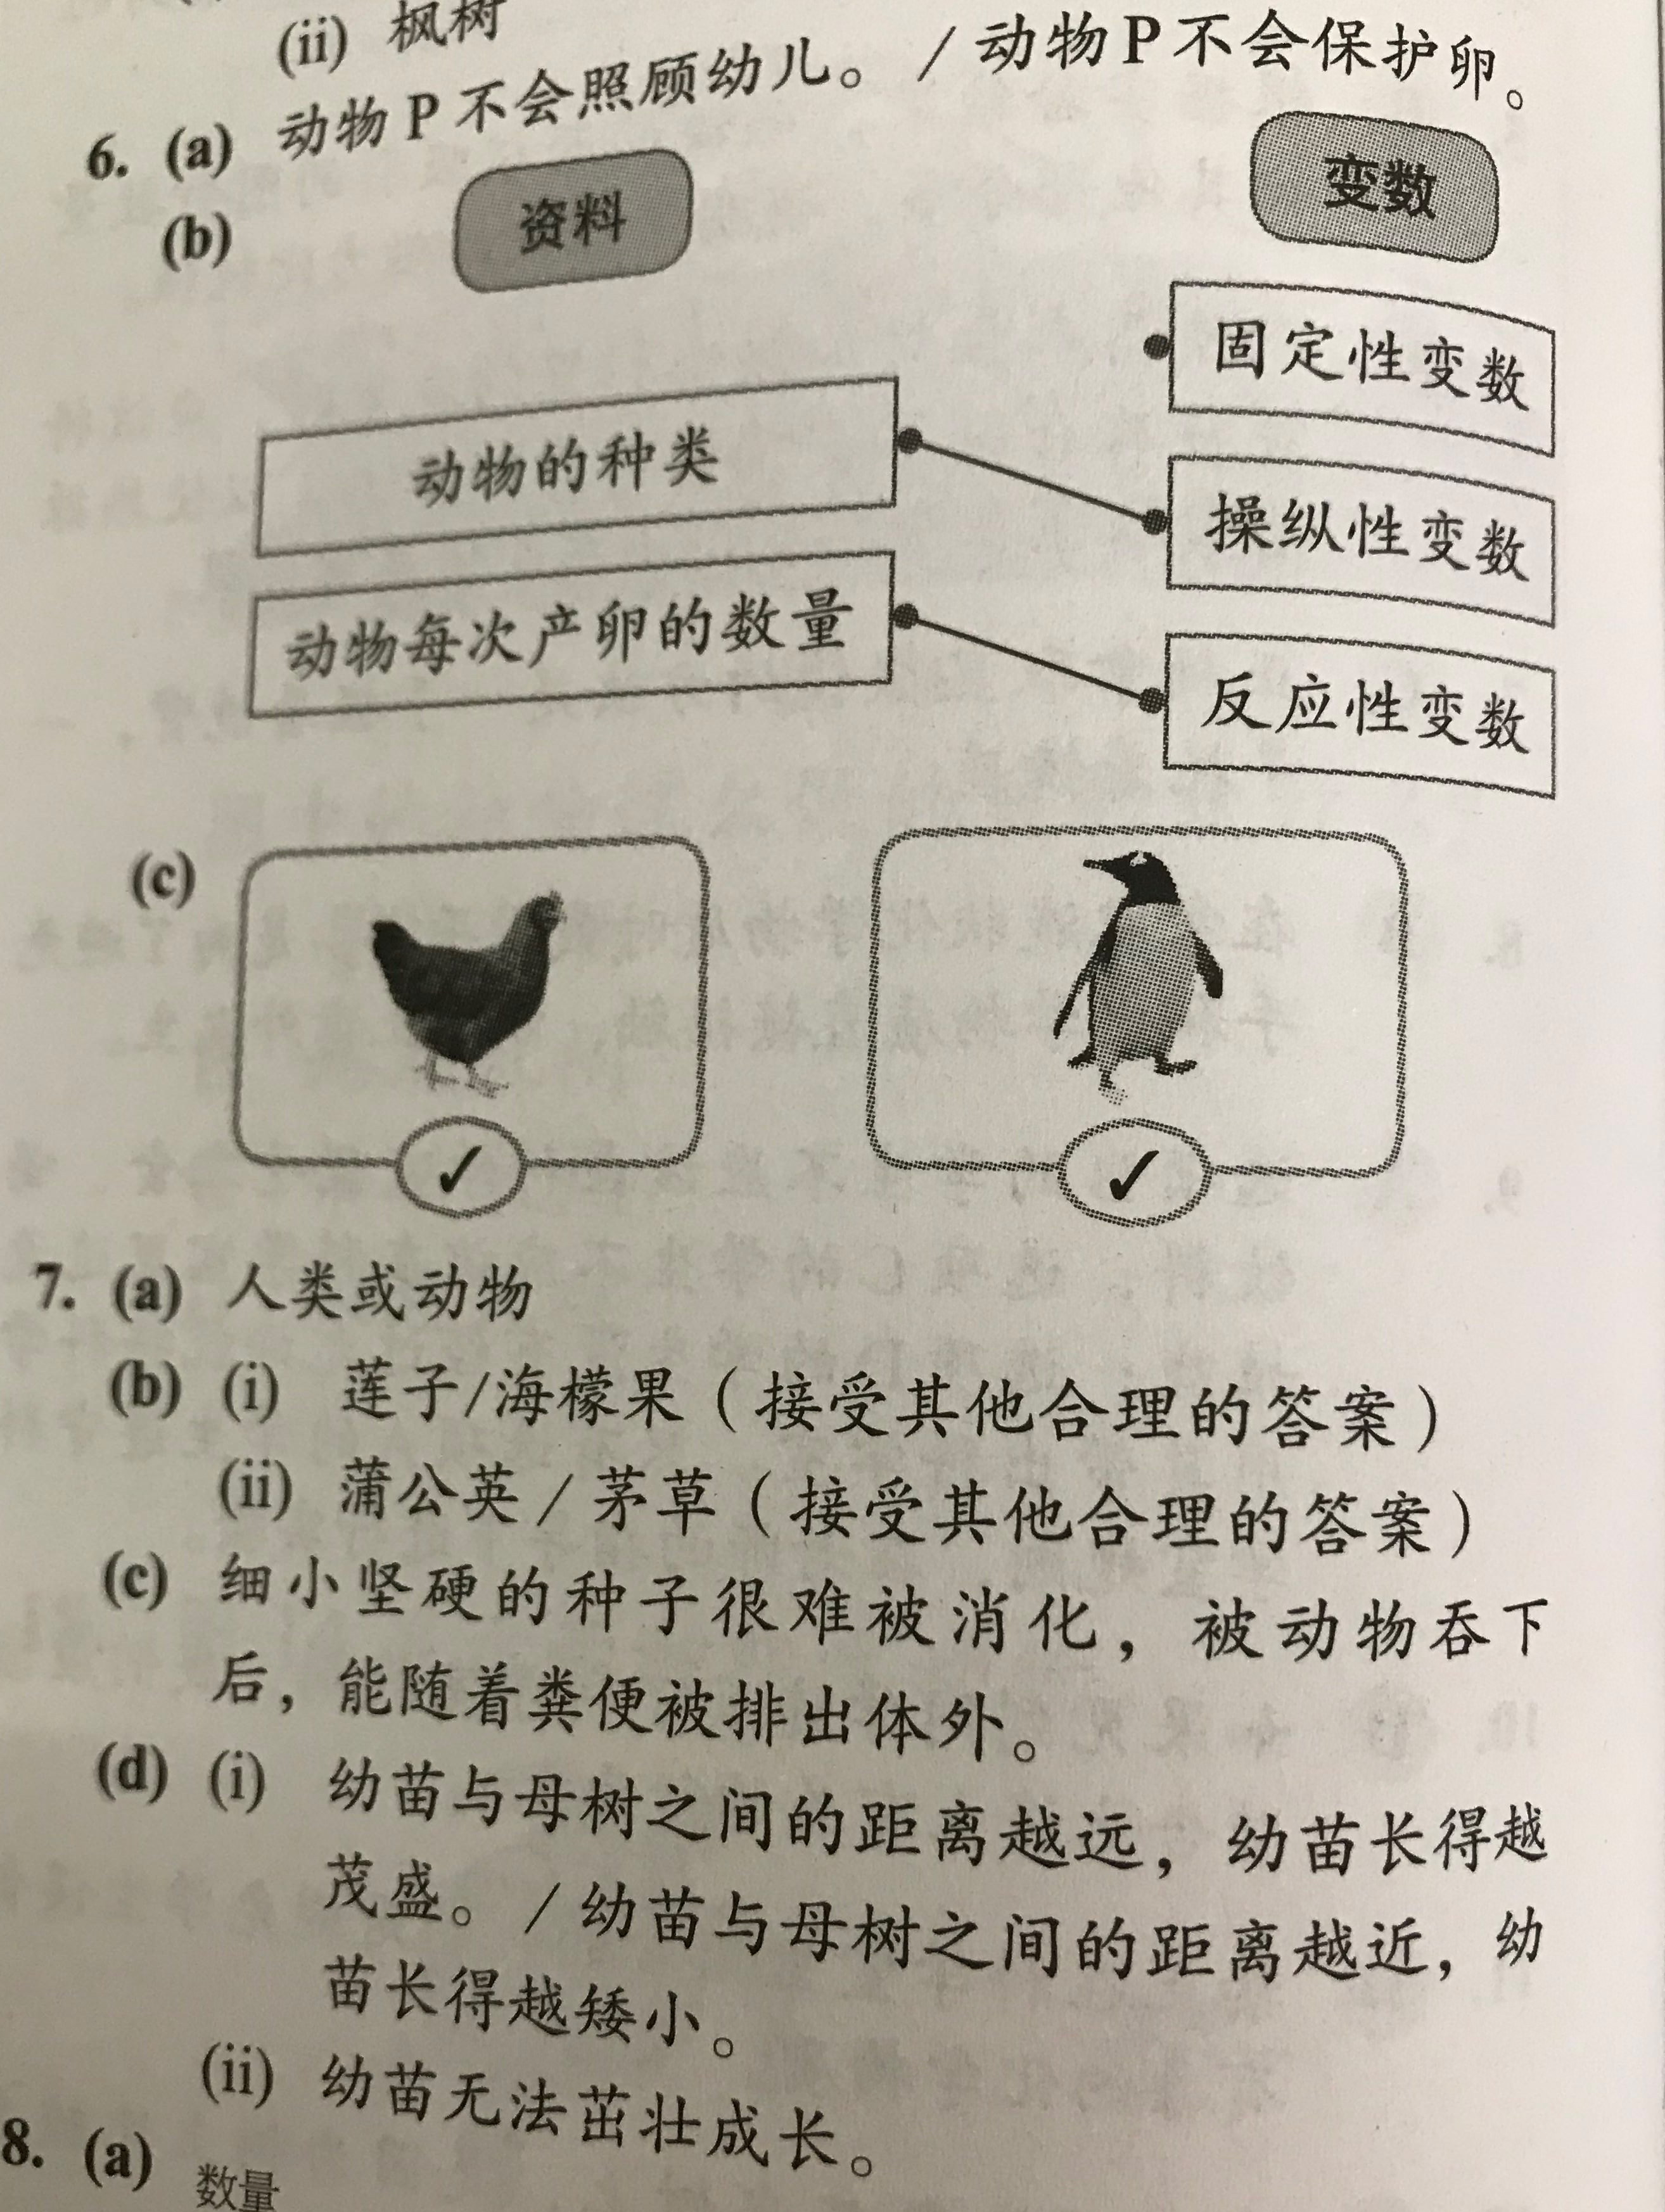 (ii) 枫树
6. (a) 动物 P 不会照顾幼儿。/ 动物 P 不会保护卵。
(b) 资料 变数
固定性变数
动物的种类
操纵性变数
动物每次产卵的数量
反应性变数
(c)
7. (a) 人类或动物
(b) (i) 莲子/海檬果（接受其他合理的答案）
(ii) 蒲公英 / 茅草（接受其他合理的答案）
(c) 细小坚硬的种子很难被消化，被动物吞下
后，能随着粪便被排出体外。
(d) (i) 幼苗与母树之间的距离越远，幼苗长得越
茂盛。/ 幼苗与母树之间的距离越近，幼
苗长得越矮小。
(ii) 幼苗无法茁壮成长。
8. (a) 数量